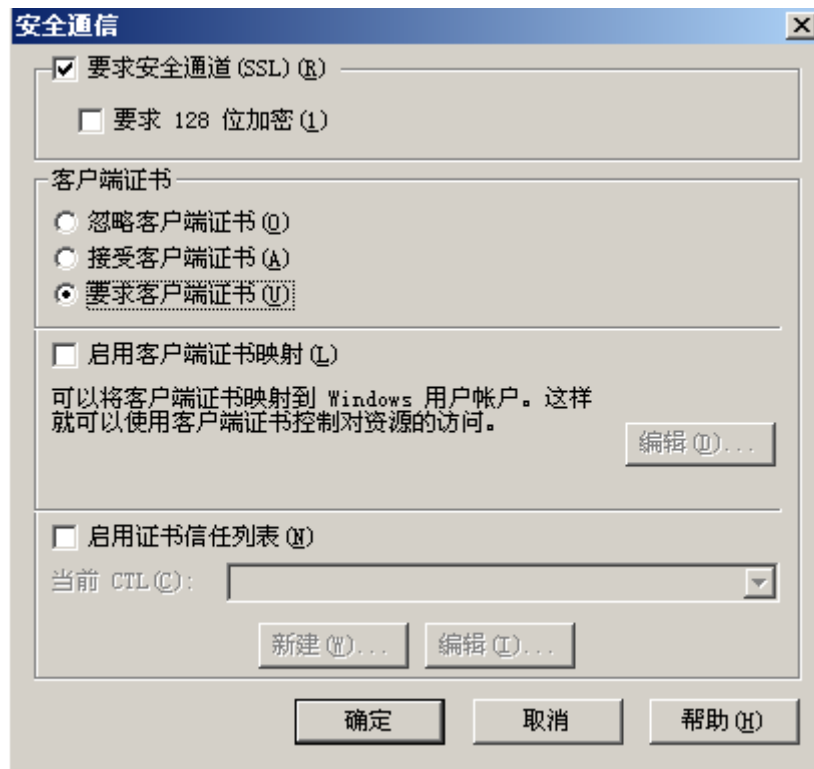 安全通信
要求安全通道(SSL)(R)
要求 128 位加密(1)
客户端证书
忽略客户端证书(O)
接受客户端证书(A)
要求客户端证书(U)
启用客户端证书映射(L)
可以将客户端证书映射到 Windows 用户帐户。这样
就可以使用客户端证书控制对资源的访问。
编辑(D)...
启用证书信任列表(N)
当前 CTL(C):
新建(W)... 编辑(I)...
确定 取消 帮助(H)